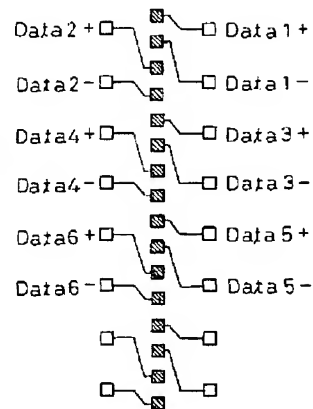 Data2+ Data1+
Data2- Data1-
Data4+ Data3+
Data4- Data3-
Data6+ Data5+
Data6- Data5-